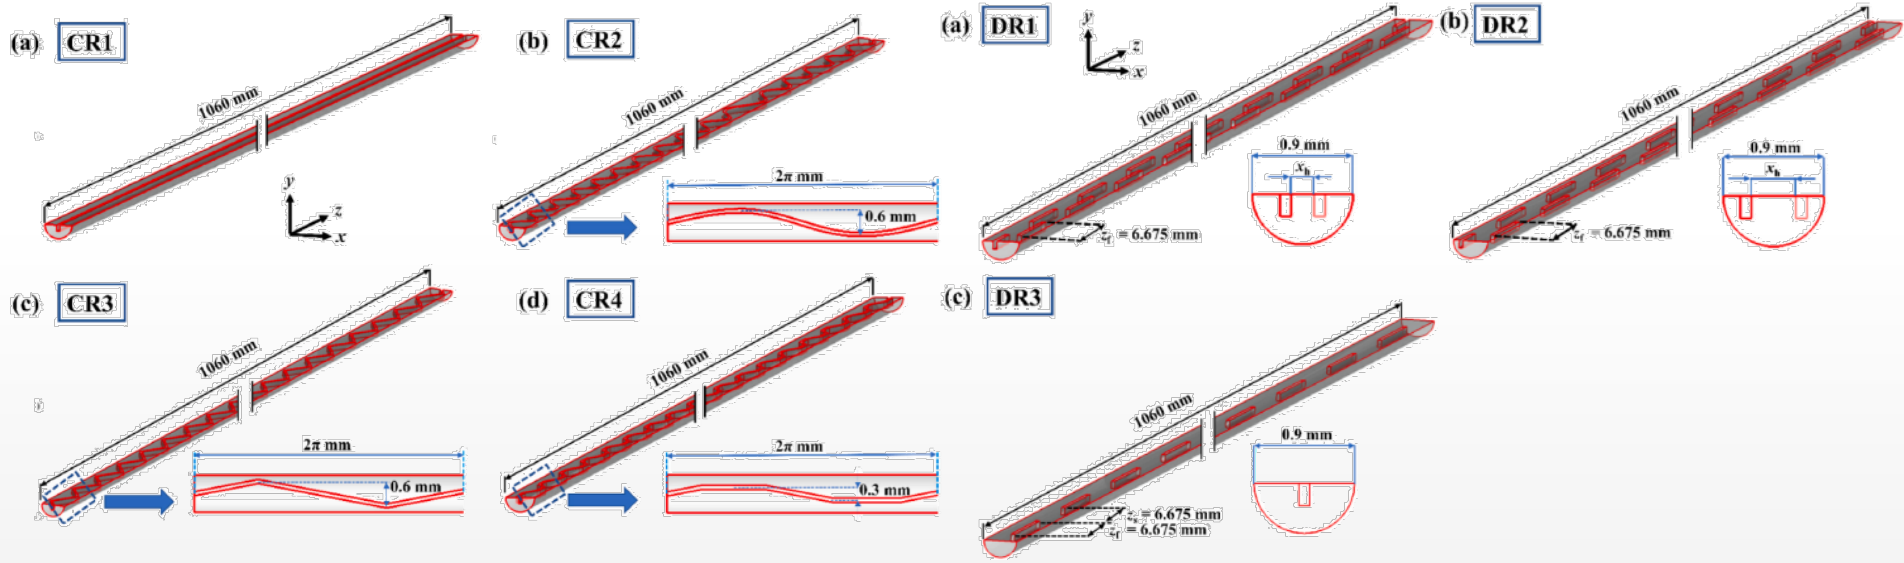 (a) CR1
1060 mm
y
z
x
(b) CR2
1060 mm
2π mm
0.6 mm
(c) CR3
1060 mm
2π mm
0.6 mm
(d) CR4
1060 mm
2π mm
0.3 mm
(a) DR1
y
z
x
1060 mm
0.9 mm
xh
zf = 6.675 mm
(b) DR2
1060 mm
0.9 mm
xh
zf = 6.675 mm
(c) DR3
1060 mm
0.9 mm
zs = 6.675 mm
zf = 6.675 mm